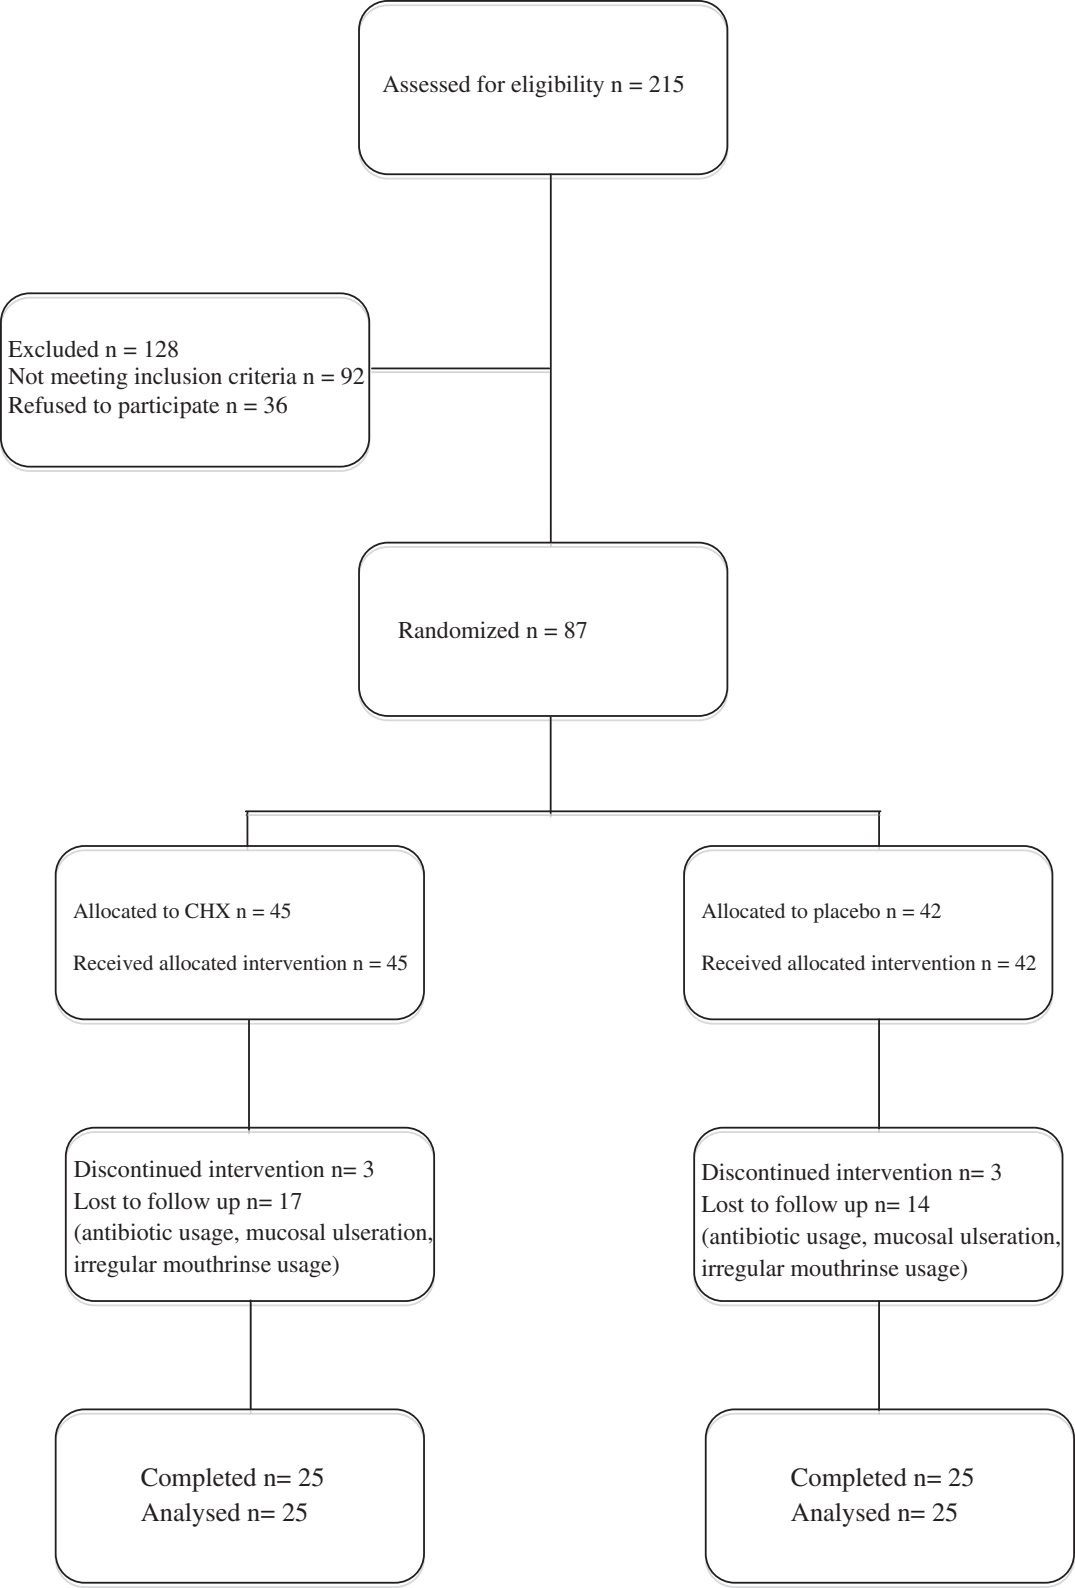 Assessed for eligibility n = 215
Excluded n = 128
Not meeting inclusion criteria n = 92
Refused to participate n = 36
Randomized n = 87
Allocated to CHX n = 45
Received allocated intervention n = 45
Allocated to placebo n = 42
Received allocated intervention n = 42
Discontinued intervention n= 3
Lost to follow up n= 17
(antibiotic usage, mucosal ulseration,
irregular mouthrinse usage)
Discontinued intervention n= 3
Lost to follow up n= 14
(antibiotic usage, mucosal ulseration,
irregular mouthrinse usage)
Completed n= 25
Analysed n= 25
Completed n= 25
Analysed n= 25